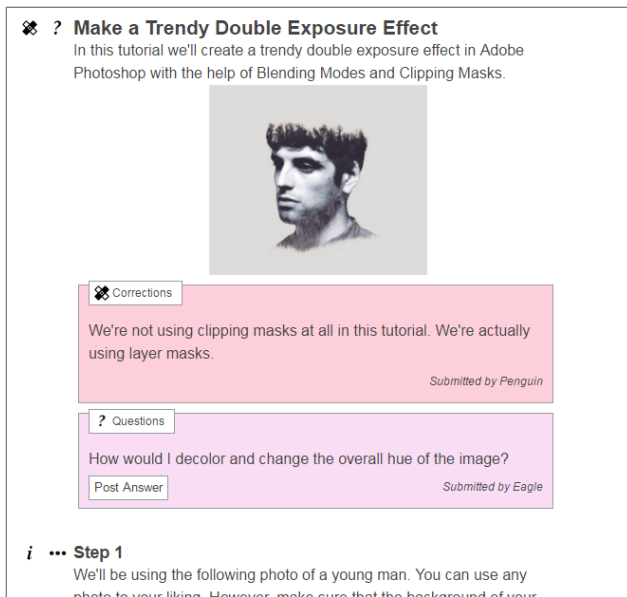 ? Make a Trendy Double Exposure Effect
In this tutorial we'll create a trendy double exposure effect in Adobe
Photoshop with the help of Blending Modes and Clipping Masks.
Corrections
We're not using clipping masks at all in this tutorial. We're actually
using layer masks.
Submitted by Penguin
? Questions
How would I decolor and change the overall hue of the image?
Post Answer
Submitted by Eagle
i ••• Step 1
We'll be using the following photo of a young man. You can use any
photo to your liking. However, make sure that the background of your